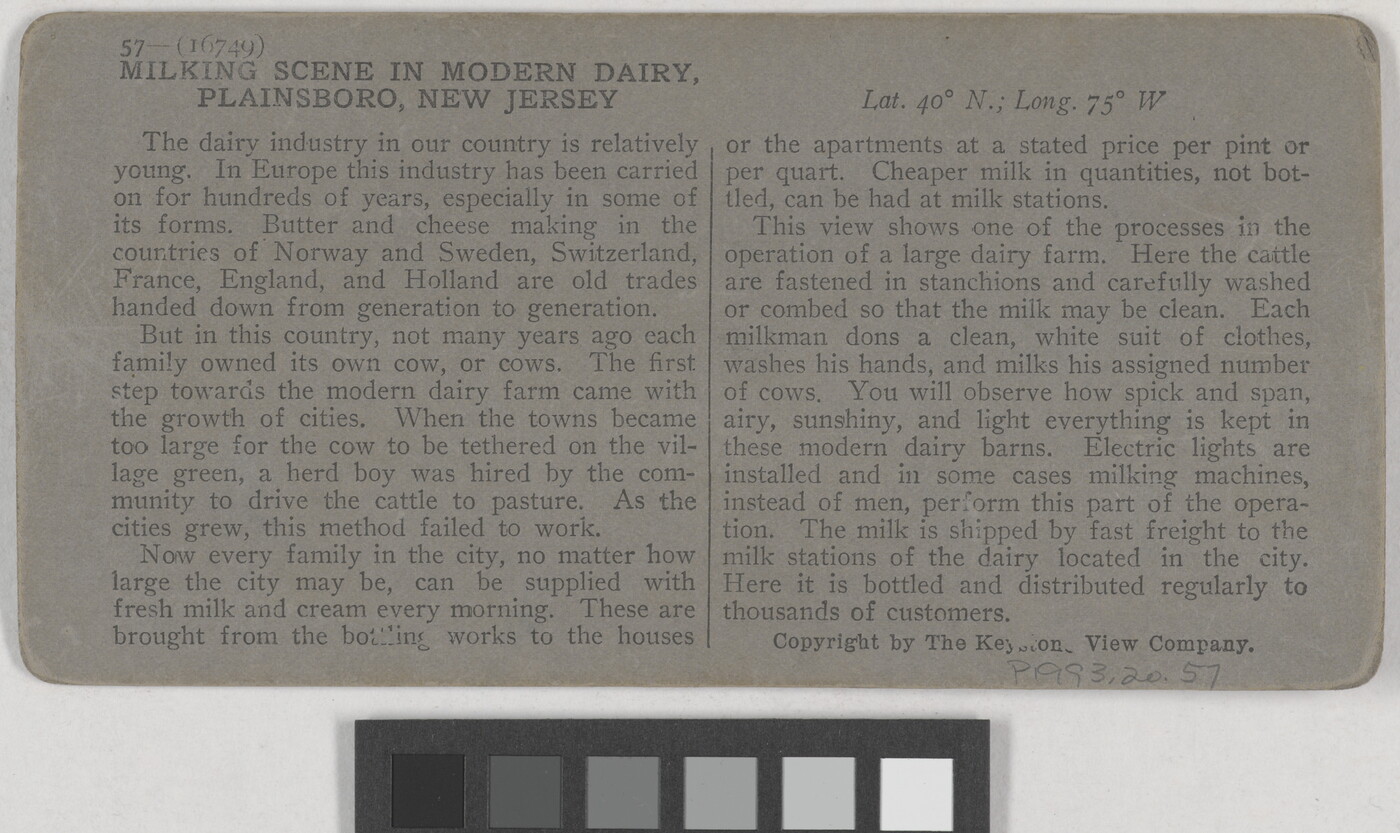 57—(16749)
MILKING SCENE IN MODERN DAIRY,
PLAINSBORO, NEW JERSEY
Lat. 40° N.; Long. 75° W
The dairy industry in our country is relatively
young. In Europe this industry has been carried
on for hundreds of years, especially in some of
its forms. Butter and cheese making in the
countries of Norway and Sweden, Switzerland,
France, England, and Holland are old trades
handed down from generation to generation.
But in this country, not many years ago each
family owned its own cow, or cows. The first
step towards the modern dairy farm came with
the growth of cities. When the towns became
too large for the cow to be tethered on the vil-
lage green, a herd boy was hired by the com-
munity to drive the cattle to pasture. As the
cities grew, this method failed to work.
Now every family in the city, no matter how
large the city may be, can be supplied with
fresh milk and cream every morning. These are
brought from the bottling works to the houses
or the apartments at a stated price per pint or
per quart. Cheaper milk in quantities, not bot-
tled, can be had at milk stations.
This view shows one of the processes in the
operation of a large dairy farm. Here the cattle
are fastened in stanchions and carefully washed
or combed so that the milk may be clean. Each
milkman dons a clean, white suit of clothes,
washes his hands, and milks his assigned number
of cows. You will observe how spick and span,
airy, sunshiny, and light everything is kept in
these modern dairy barns. Electric lights are
installed and in some cases milking machines,
instead of men, perform this part of the opera-
tion. The milk is shipped by fast freight to the
milk stations of the dairy located in the city.
Here it is bottled and distributed regularly to
thousands of customers.
Copyright by The Keystone View Company.
P1993.20.57